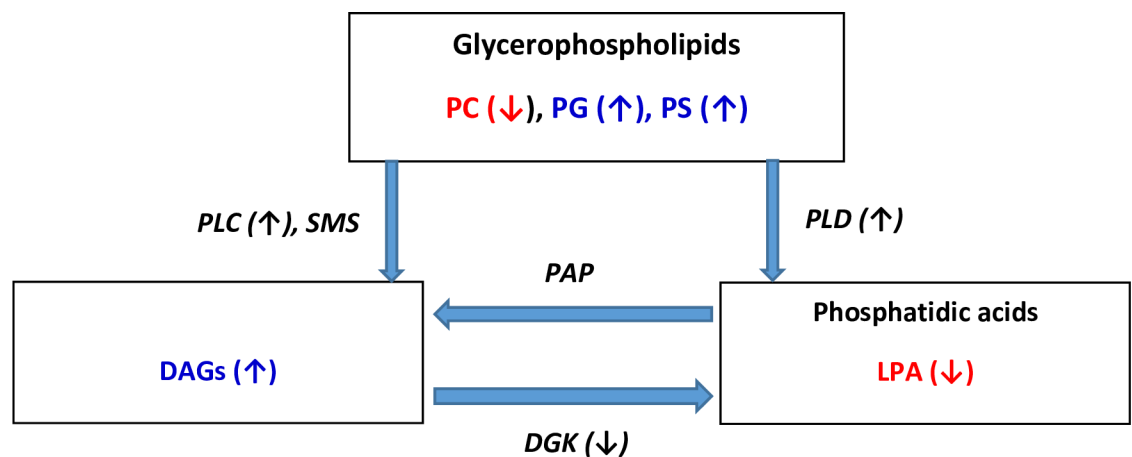 Glycerophospholipids
PC (↓), PG (↑), PS (↑)
PLC (↑), SMS
PLD (↑)
PAP
Phosphatidic acids
DAGs (↑)
LPA (↓)
DGK (↓)